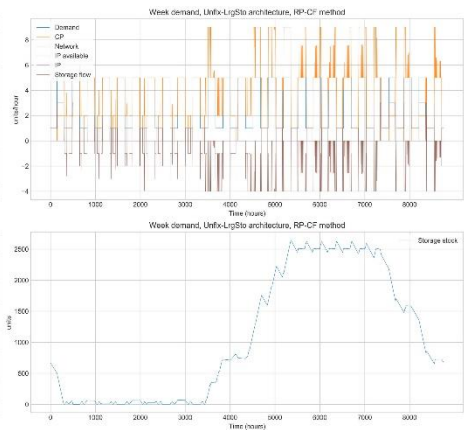 Week demand, Unfix-LrgSto architecture, RP-CF method
Demand
CP
Network
IP available
IP
Storage flow
units/hour
8
6
4
2
0
−2
−4
0 1000 2000 3000 4000 5000 6000 7000 8000
Time (hours)
Week demand, Unfix-LrgSto architecture, RP-CF method
Storage stock
units
2500
2000
1500
1000
500
0
0 1000 2000 3000 4000 5000 6000 7000 8000
Time (hours)